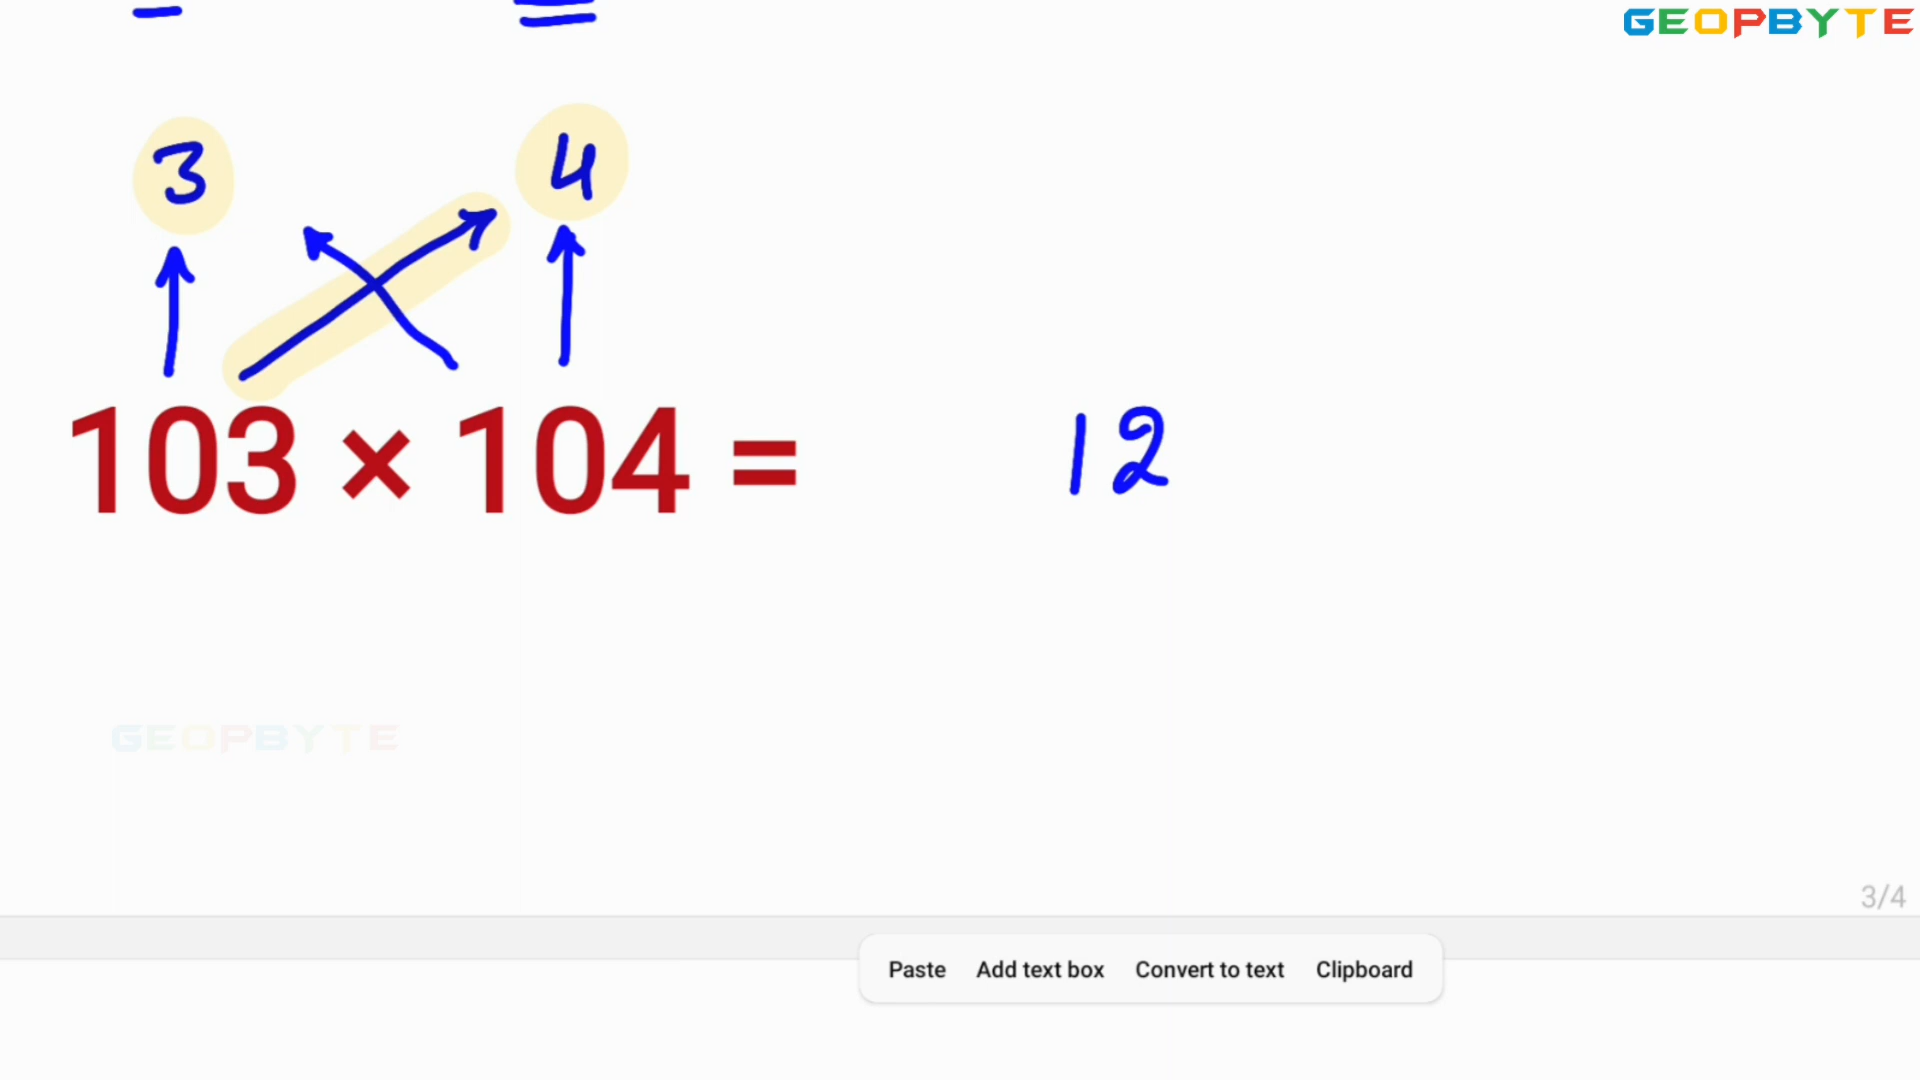 GEOPBYTE
3 4
103 × 104 = 12
GEOPBYTE
3/4
Paste Add text box Convert to text Clipboard